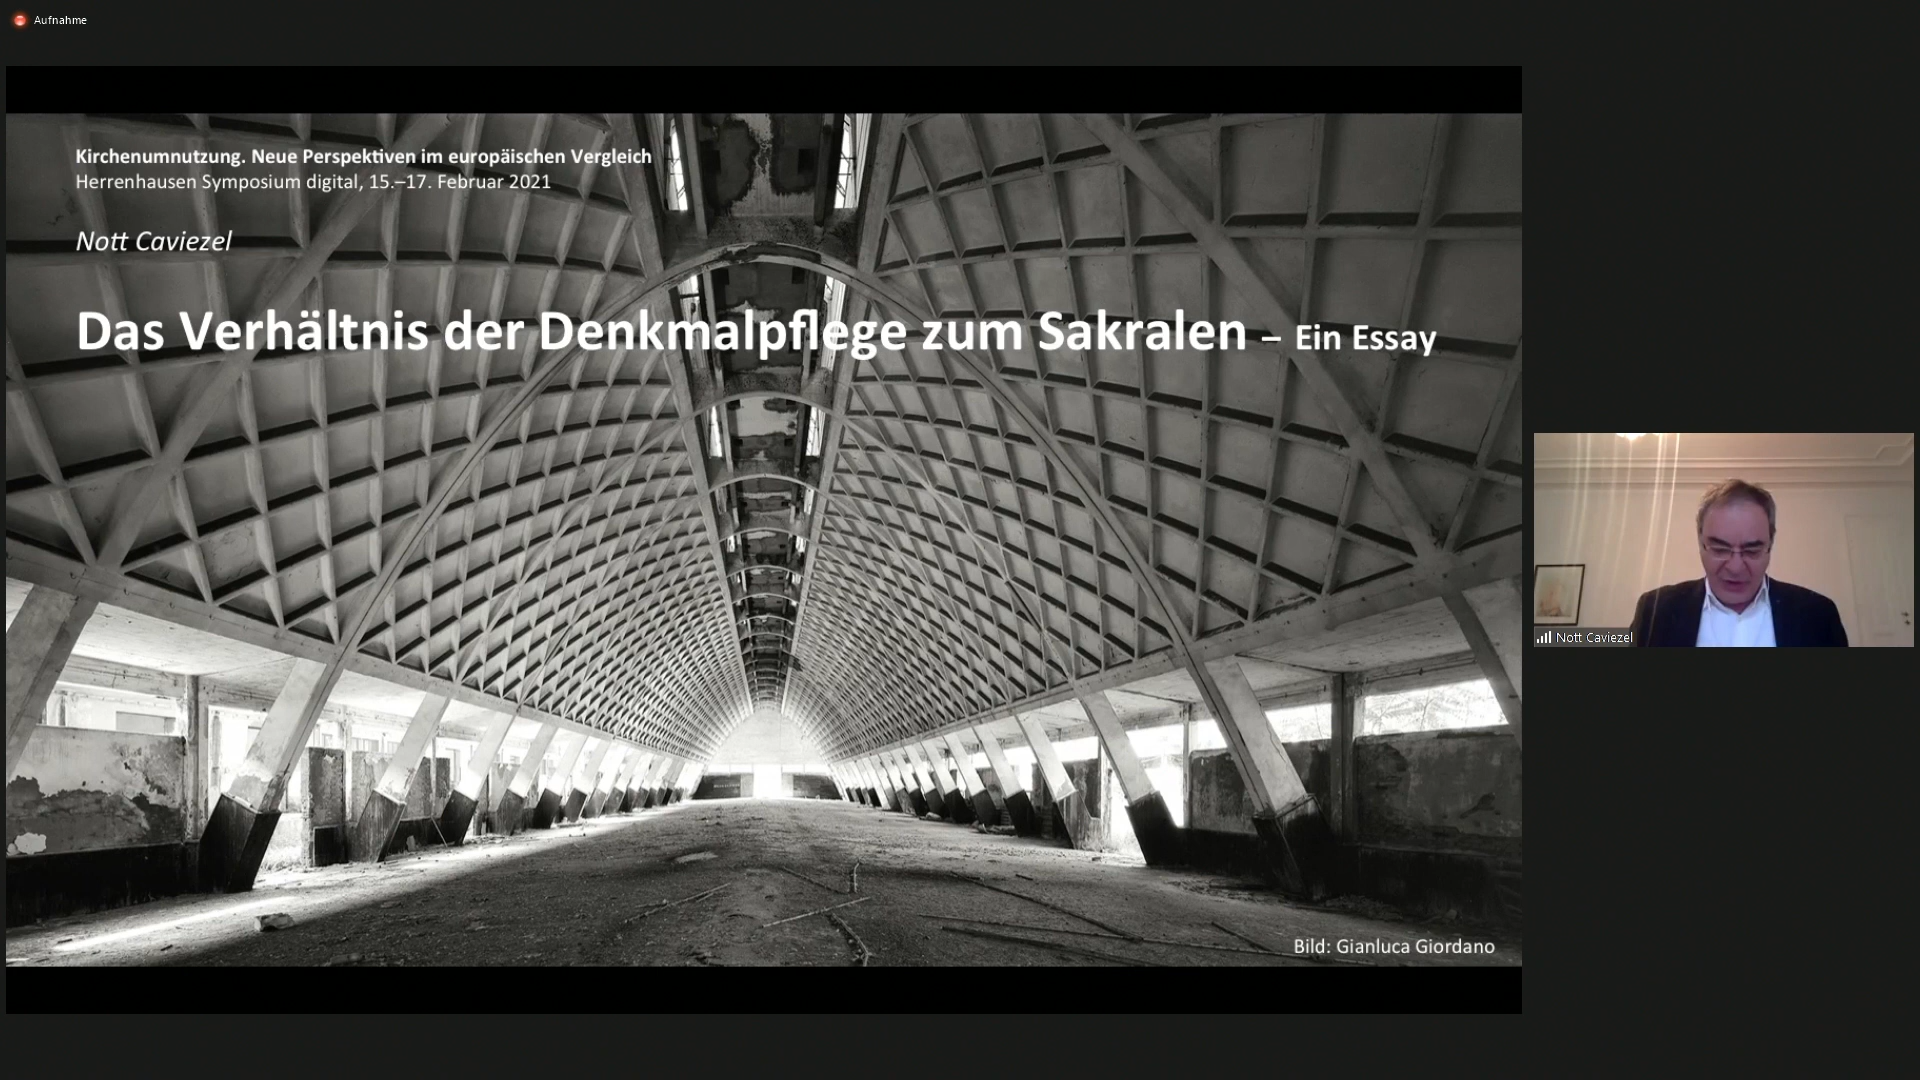 Aufnahme
Kirchenumnutzung. Neue Perspektiven im europäischen Vergleich
Herrenhausen Symposium digital, 15.–17. Februar 2021
Nott Caviezel
Das Verhältnis der Denkmalpflege zum Sakralen – Ein Essay
Nott Caviezel
Bild: Gianluca Giordano